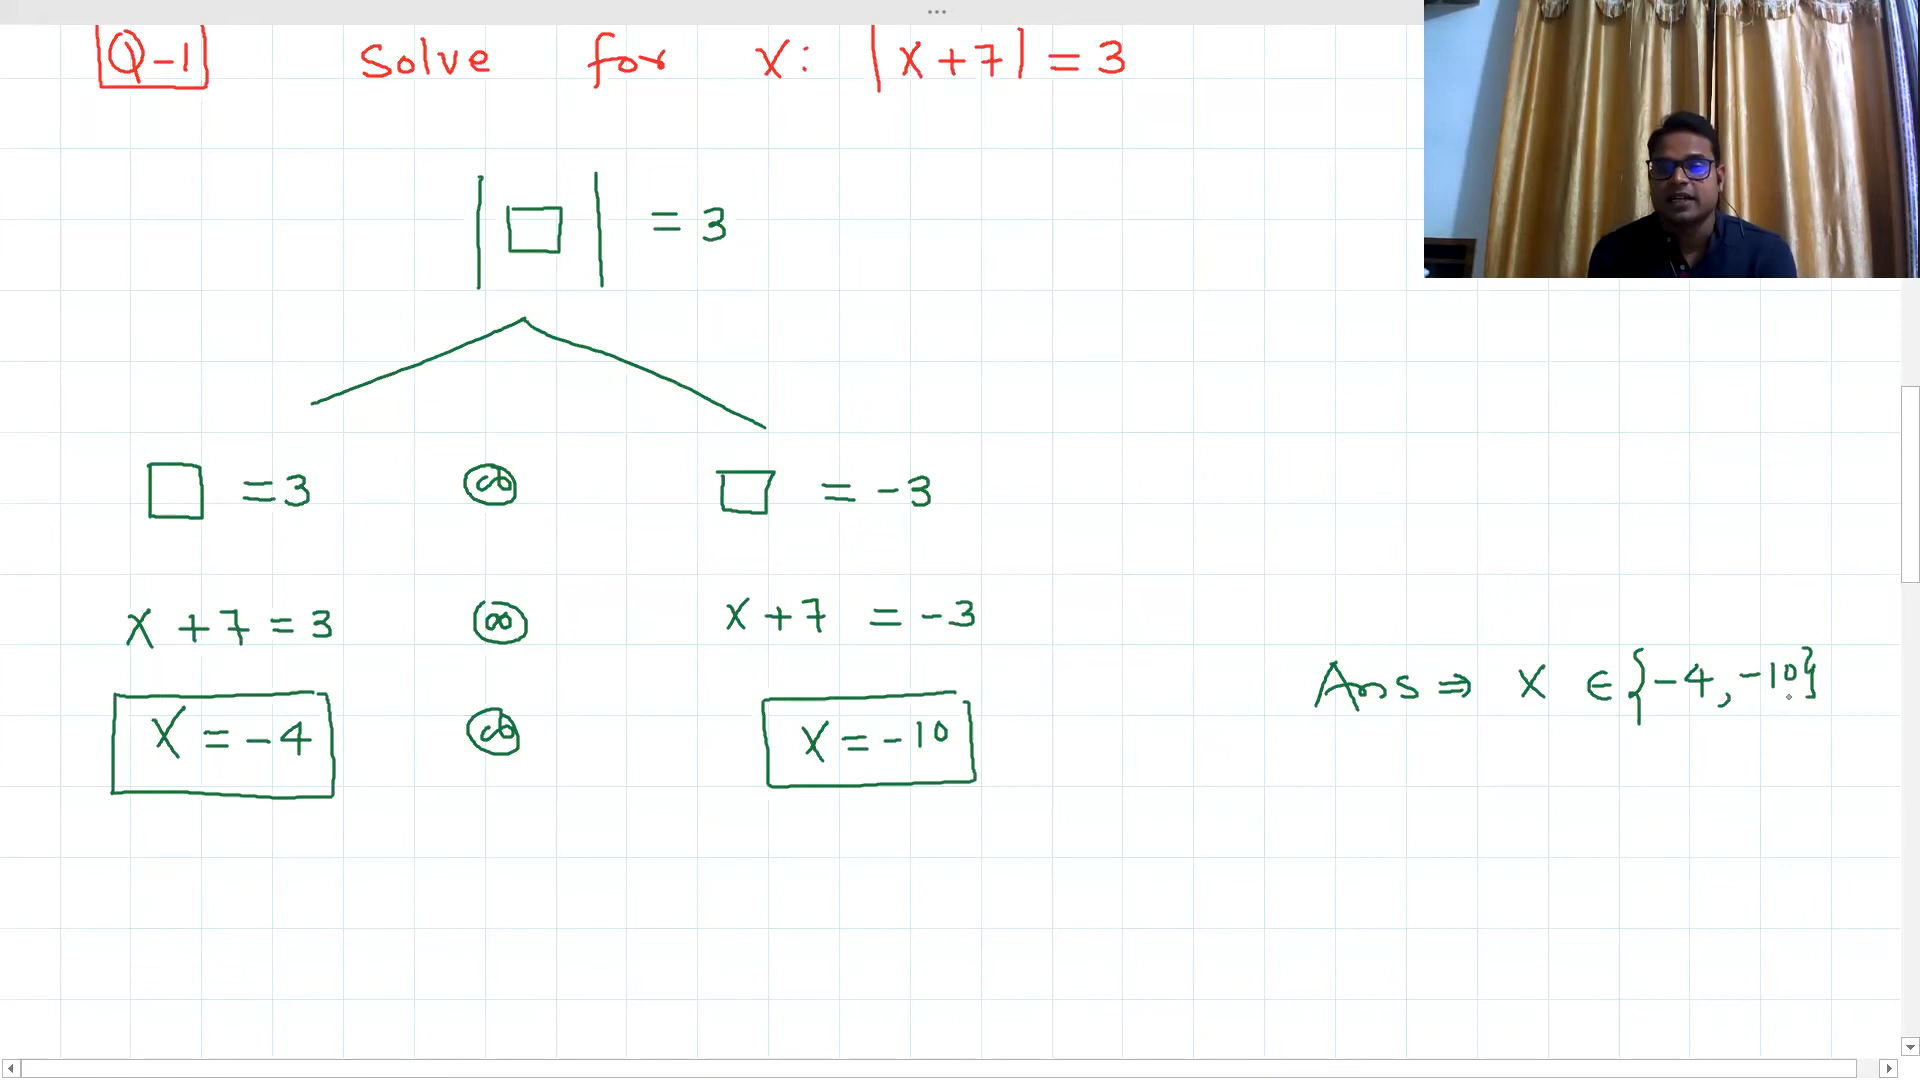 Q-1 Solve for X: |X+7| = 3
|□| = 3
□ = 3 or □ = -3
X+7=3 or X+7 = -3
X = -4 or X = -10
Ans ⇒ X ∈ {-4, -10}